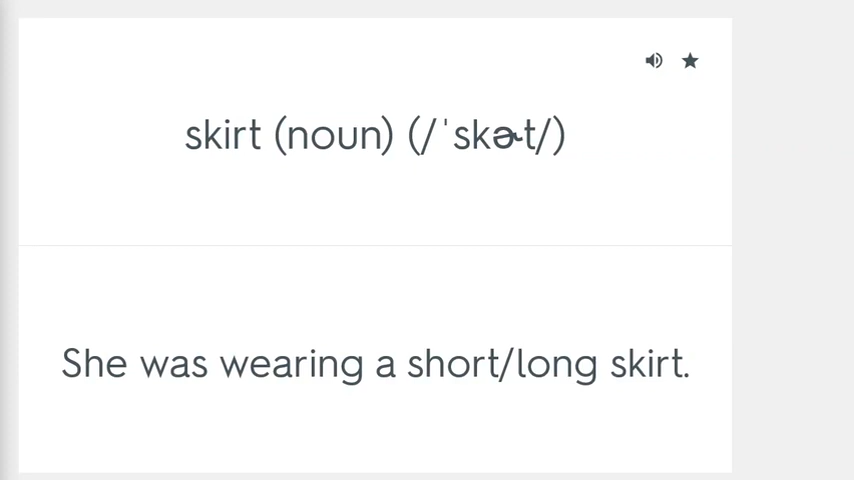 skirt (noun) (/ˈskɚt/)
She was wearing a short/long skirt.